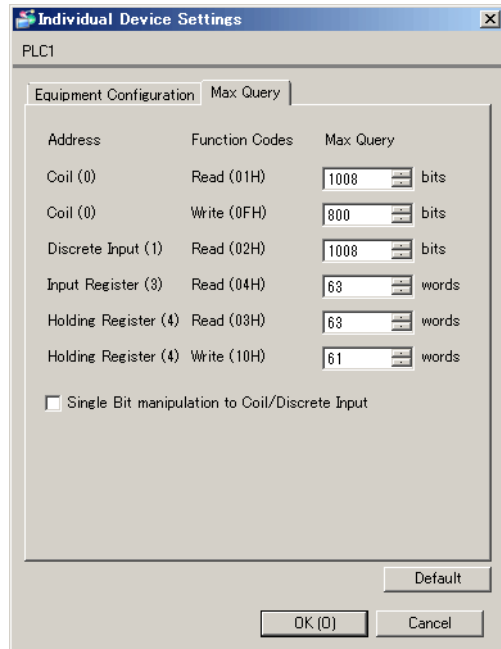 Individual Device Settings
PLC1
Equipment Configuration Max Query
Address Function Codes Max Query
Coil (0) Read (01H) 1008 bits
Coil (0) Write (0FH) 800 bits
Discrete Input (1) Read (02H) 1008 bits
Input Register (3) Read (04H) 63 words
Holding Register (4) Read (03H) 63 words
Holding Register (4) Write (10H) 61 words
Single Bit manipulation to Coil/Discrete Input
Default
OK (O) Cancel